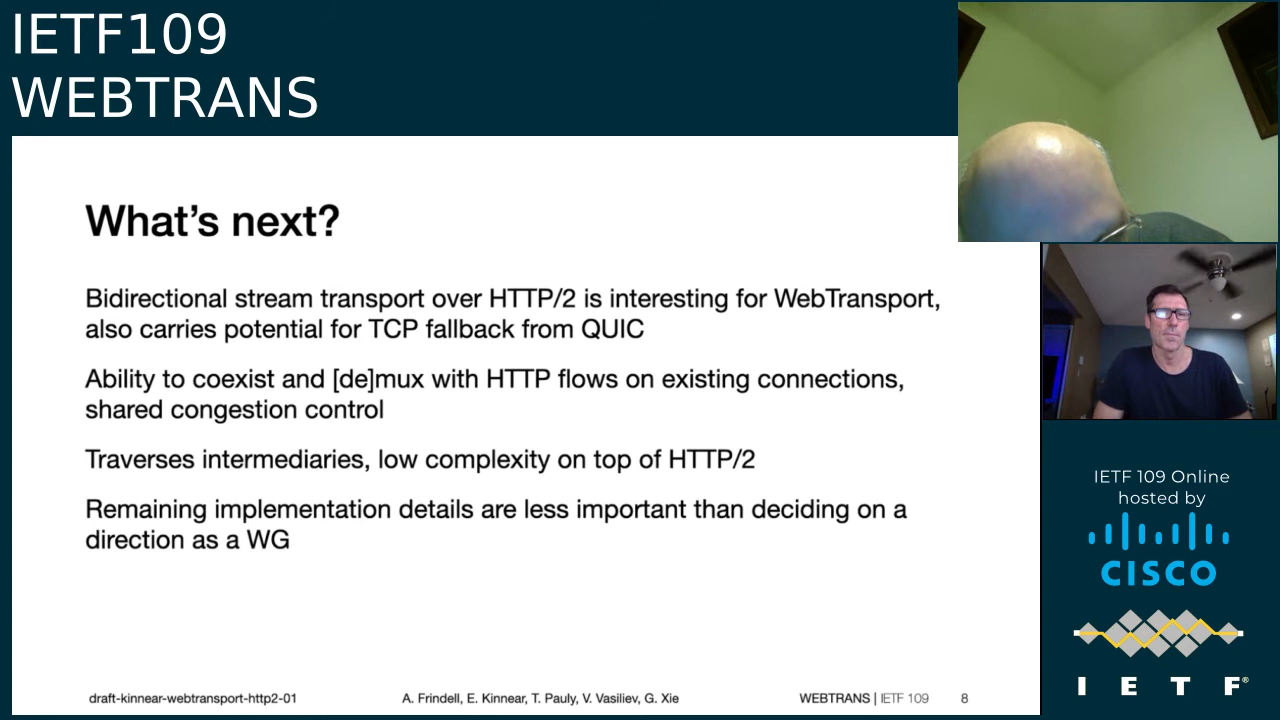 IETF109
WEBTRANS
What's next?
Bidirectional stream transport over HTTP/2 is interesting for WebTransport,
also carries potential for TCP fallback from QUIC
Ability to coexist and [de]mux with HTTP flows on existing connections,
shared congestion control
Traverses intermediaries, low complexity on top of HTTP/2
Remaining implementation details are less important than deciding on a
direction as a WG
draft-kinnear-webtransport-http2-01 A. Frindell, E. Kinnear, T. Pauly, V. Vasiliev, G. Xie WEBTRANS | IETF 109 8
IETF 109 Online
hosted by
CISCO
IETF®